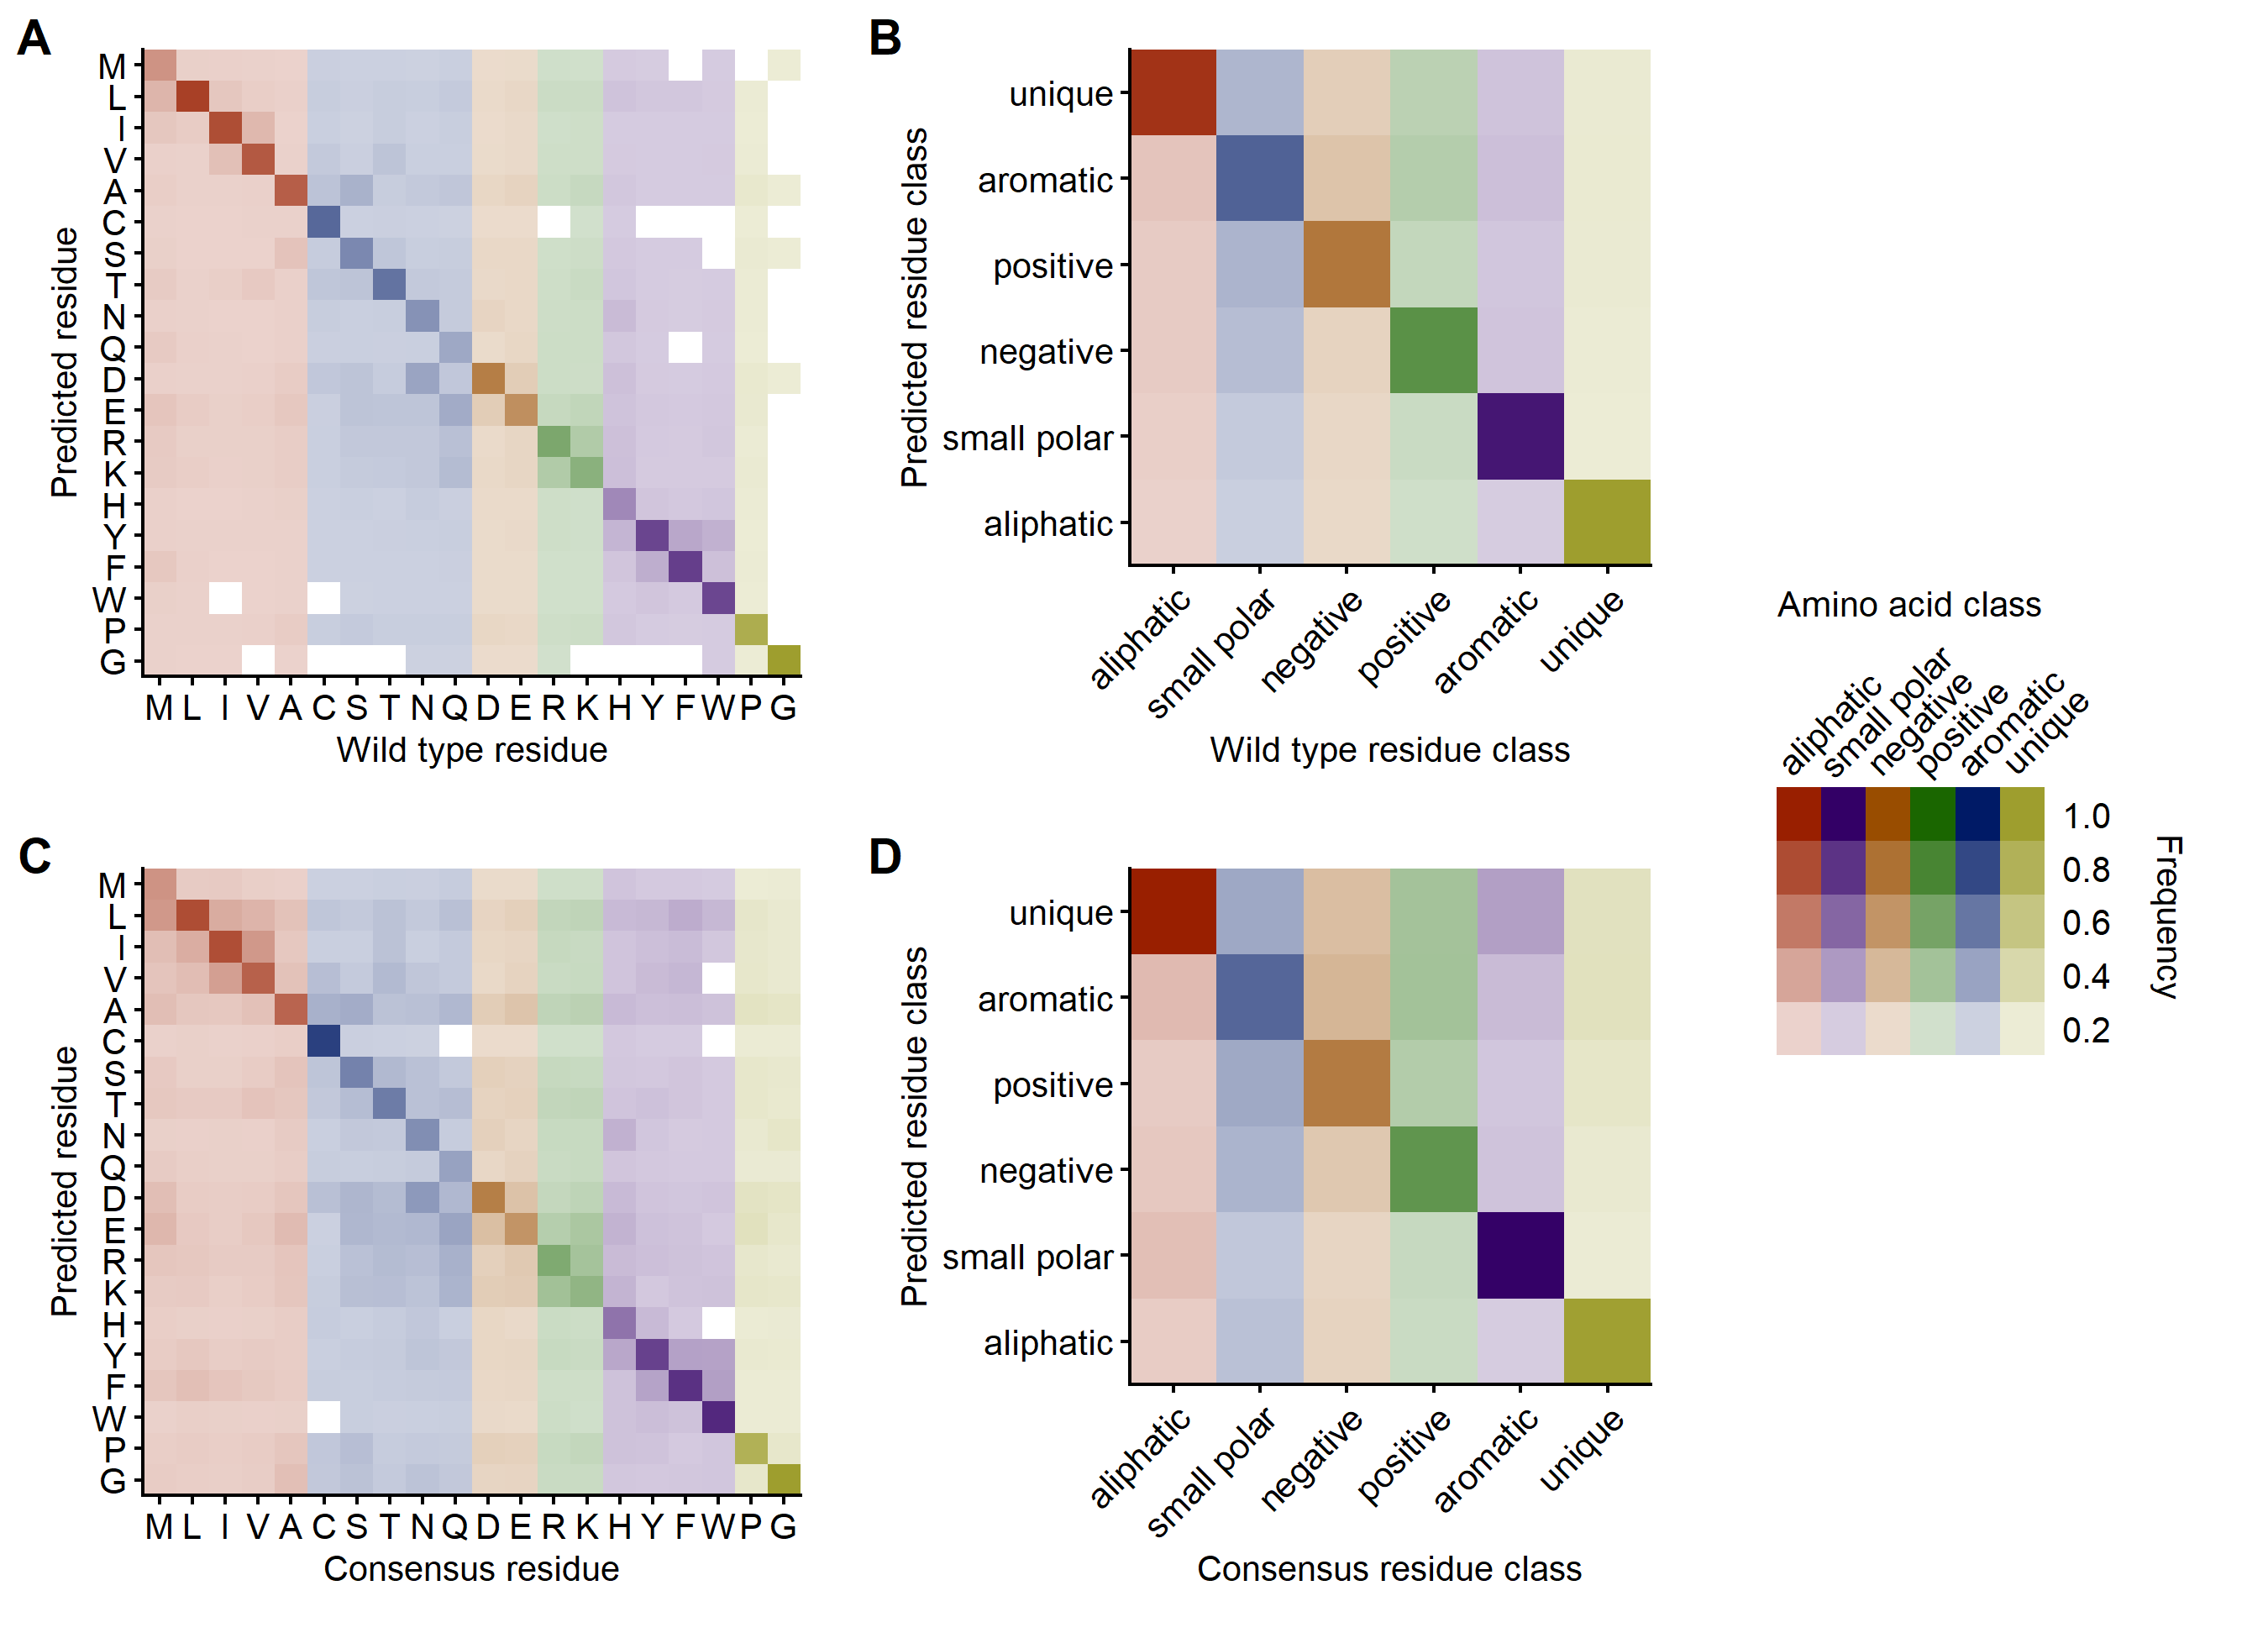 A
M
L
I
V
A
C
S
T
N
Q
D
E
R
K
H
Y
F
W
P
G
Predicted residue
M L I V A C S T N Q D E R K H Y F W P G
Wild type residue
B
unique
aromatic
positive
negative
small polar
aliphatic
Predicted residue class
aliphatic
small polar
negative
positive
aromatic
unique
Wild type residue class
Amino acid class
aliphatic
small polar
negative
positive
aromatic
unique
1.0
0.8
0.6
0.4
0.2
Frequency
C
M
L
I
V
A
C
S
T
N
Q
D
E
R
K
H
Y
F
W
P
G
Predicted residue
M L I V A C S T N Q D E R K H Y F W P G
Consensus residue
D
unique
aromatic
positive
negative
small polar
aliphatic
Predicted residue class
aliphatic
small polar
negative
positive
aromatic
unique
Consensus residue class